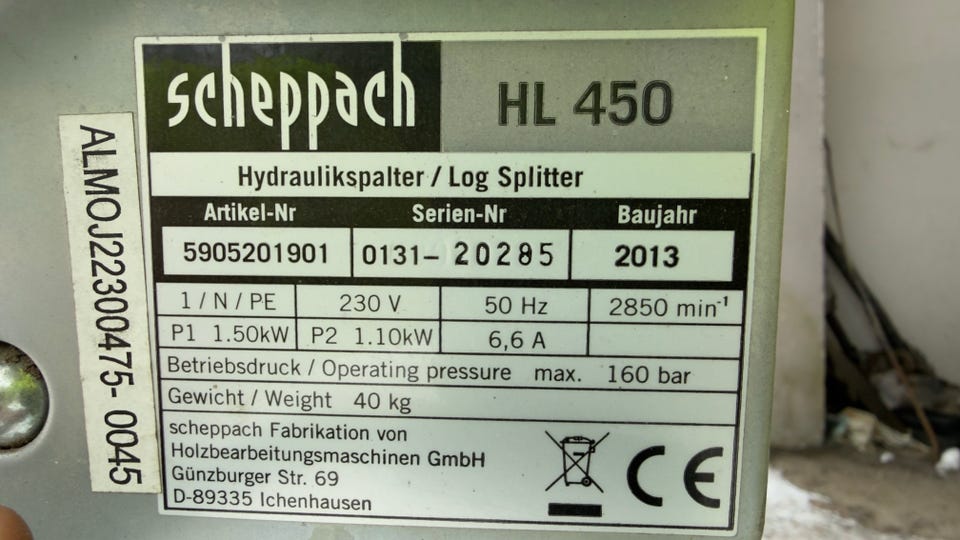 scheppach HL 450
Hydraulikspalter / Log Splitter
Artikel-Nr Serien-Nr Baujahr
5905201901 0131- 20285 2013
1 / N / PE 230 V 50 Hz 2850 min⁻¹
P1 1.50kW P2 1.10kW 6,6 A
Betriebsdruck / Operating pressure max. 160 bar
Gewicht / Weight 40 kg
scheppach Fabrikation von
Holzbearbeitungsmaschinen GmbH
Günzburger Str. 69
D-89335 Ichenhausen
CE
ALMOJ22300475- 0045